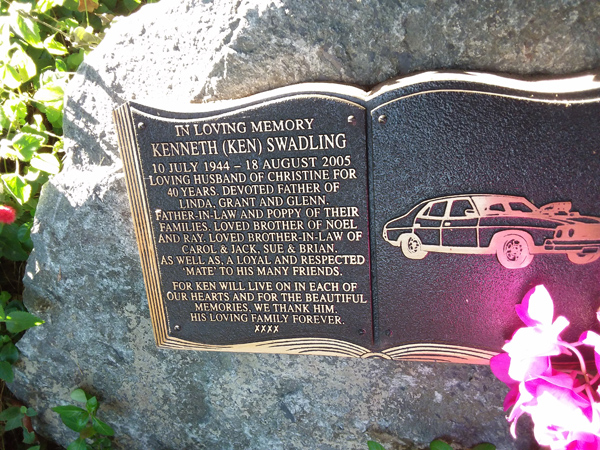 IN LOVING MEMORY
KENNETH (KEN) SWADLING
10 JULY 1944 – 18 AUGUST 2005
LOVING HUSBAND OF CHRISTINE FOR
40 YEARS. DEVOTED FATHER OF
LINDA, GRANT AND GLENN.
FATHER-IN-LAW AND POPPY OF THEIR
FAMILIES. LOVED BROTHER OF NOEL
AND RAY. LOVED BROTHER-IN-LAW OF
CAROL & JACK, SUE & BRIAN.
AS WELL AS, A LOYAL AND RESPECTED
'MATE' TO HIS MANY FRIENDS.
FOR KEN WILL LIVE ON IN EACH OF
OUR HEARTS AND FOR THE BEAUTIFUL
MEMORIES, WE THANK HIM.
HIS LOVING FAMILY FOREVER.
XXXX